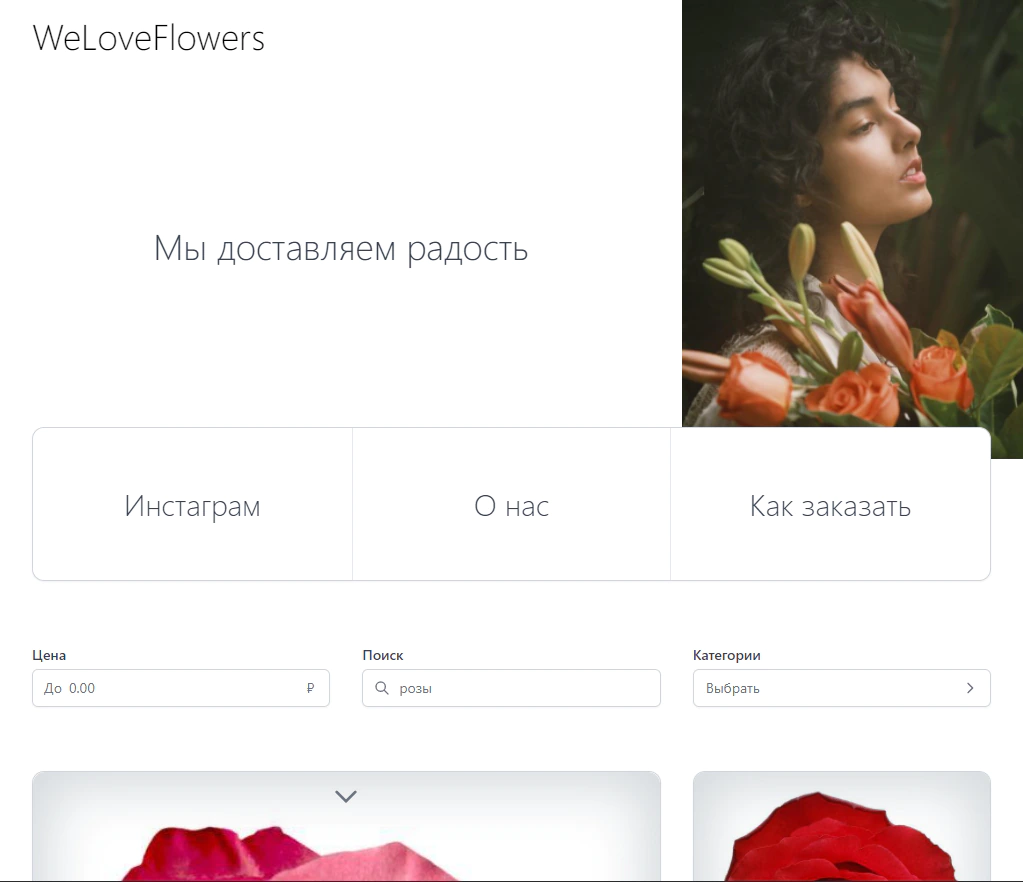 WeLoveFlowers
Мы доставляем радость
Инстаграм
О нас
Как заказать
Цена
Поиск
Категории
До 0.00 ₽
розы
Выбрать